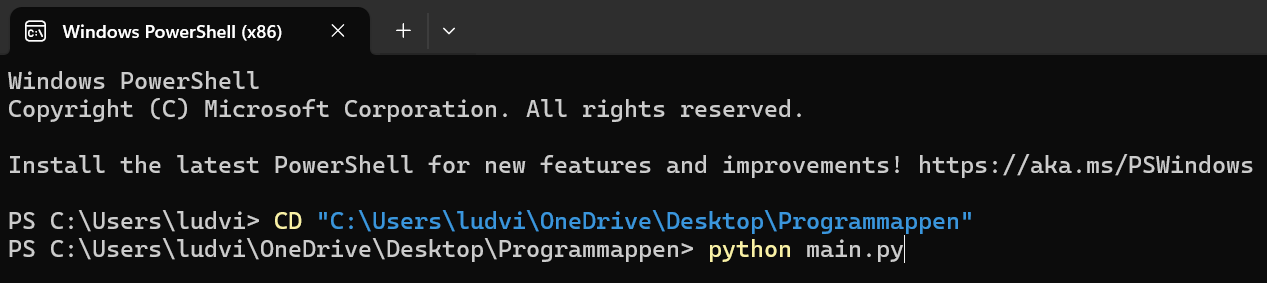 Windows PowerShell (x86)
Windows PowerShell
Copyright (C) Microsoft Corporation. All rights reserved.
Install the latest PowerShell for new features and improvements! https://aka.ms/PSWindows
PS C:\Users\ludvi> CD "C:\Users\ludvi\OneDrive\Desktop\Programmappen"
PS C:\Users\ludvi\OneDrive\Desktop\Programmappen> python main.py